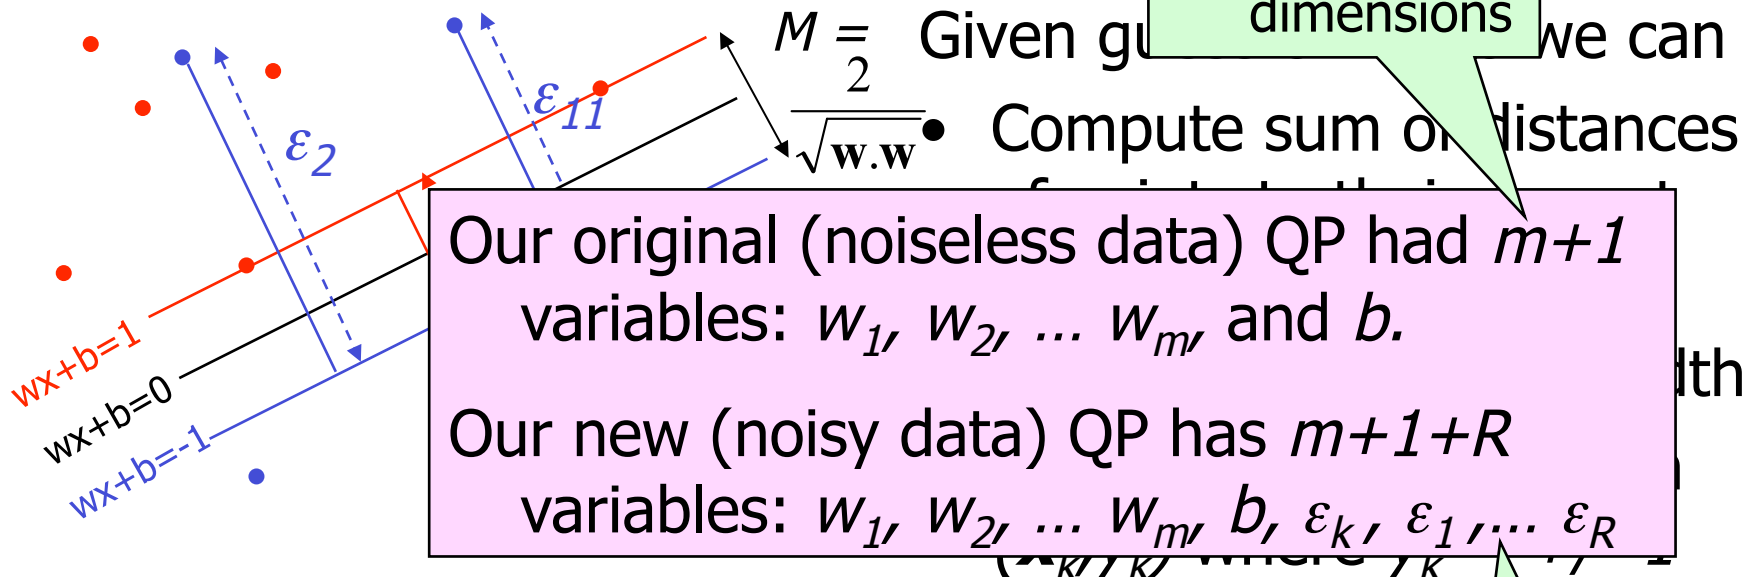 dimensions
M =
2
√w.w
Given gu we can
• Compute sum of distances
ε11
ε2
Our original (noiseless data) QP had m+1
variables: w1, w2, … wm, and b.
dth
Our new (noisy data) QP has m+1+R
variables: w1, w2, … wm, b, εk , ε1 ,… εR
wx+b=1
wx+b=0
wx+b=-1